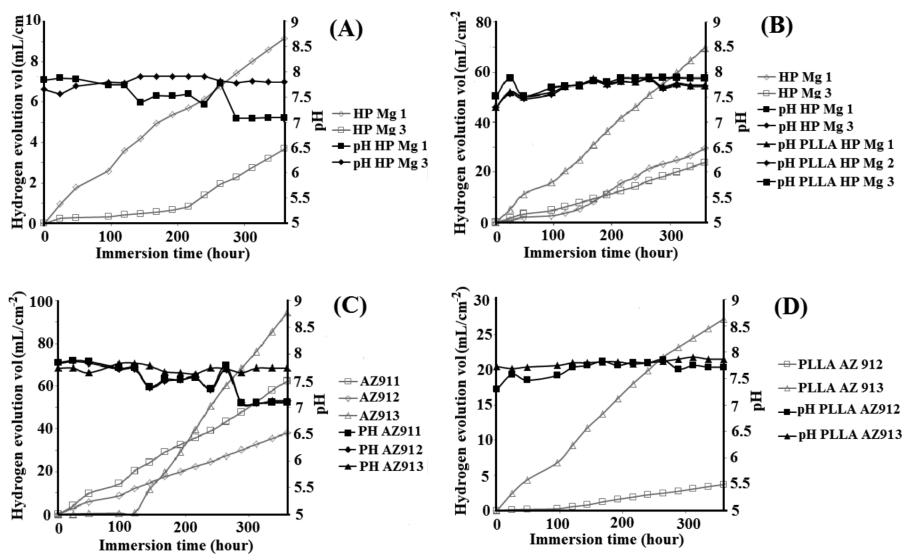 (A)
Hydrogen evolution vol (mL/cm
10
8
6
4
2
0
9
8.5
8
7.5
7
6.5
6
5.5
5
pH
0 100 200 300
Immersion time (hour)
HP Mg 1
HP Mg 3
pH HP Mg 1
pH HP Mg 3
(B)
Hydrogen evolution vol (mL/cm-2)
80
60
40
20
0
9
8.5
8
7.5
7
6.5
6
5.5
5
pH
0 100 200 300
Immersion time (hour)
HP Mg 1
HP Mg 3
pH HP Mg 1
pH HP Mg 3
pH PLLA HP Mg 1
pH PLLA HP Mg 2
pH PLLA HP Mg 3
(C)
Hydrogen evolution vol (mL/cm-2)
100
80
60
40
20
0
9
8.5
8
7.5
7
6.5
6
5.5
5
pH
0 100 200 300
Immersion time (hour)
AZ911
AZ912
AZ913
PH AZ911
PH AZ912
PH AZ913
(D)
Hydrogen evolution vol (mL/cm-2)
30
25
20
15
10
5
0
9
8.5
8
7.5
7
6.5
6
5.5
5
pH
0 100 200 300
Immersion time (hour)
PLLA AZ 912
PLLA AZ 913
pH PLLA AZ912
pH PLLA AZ913